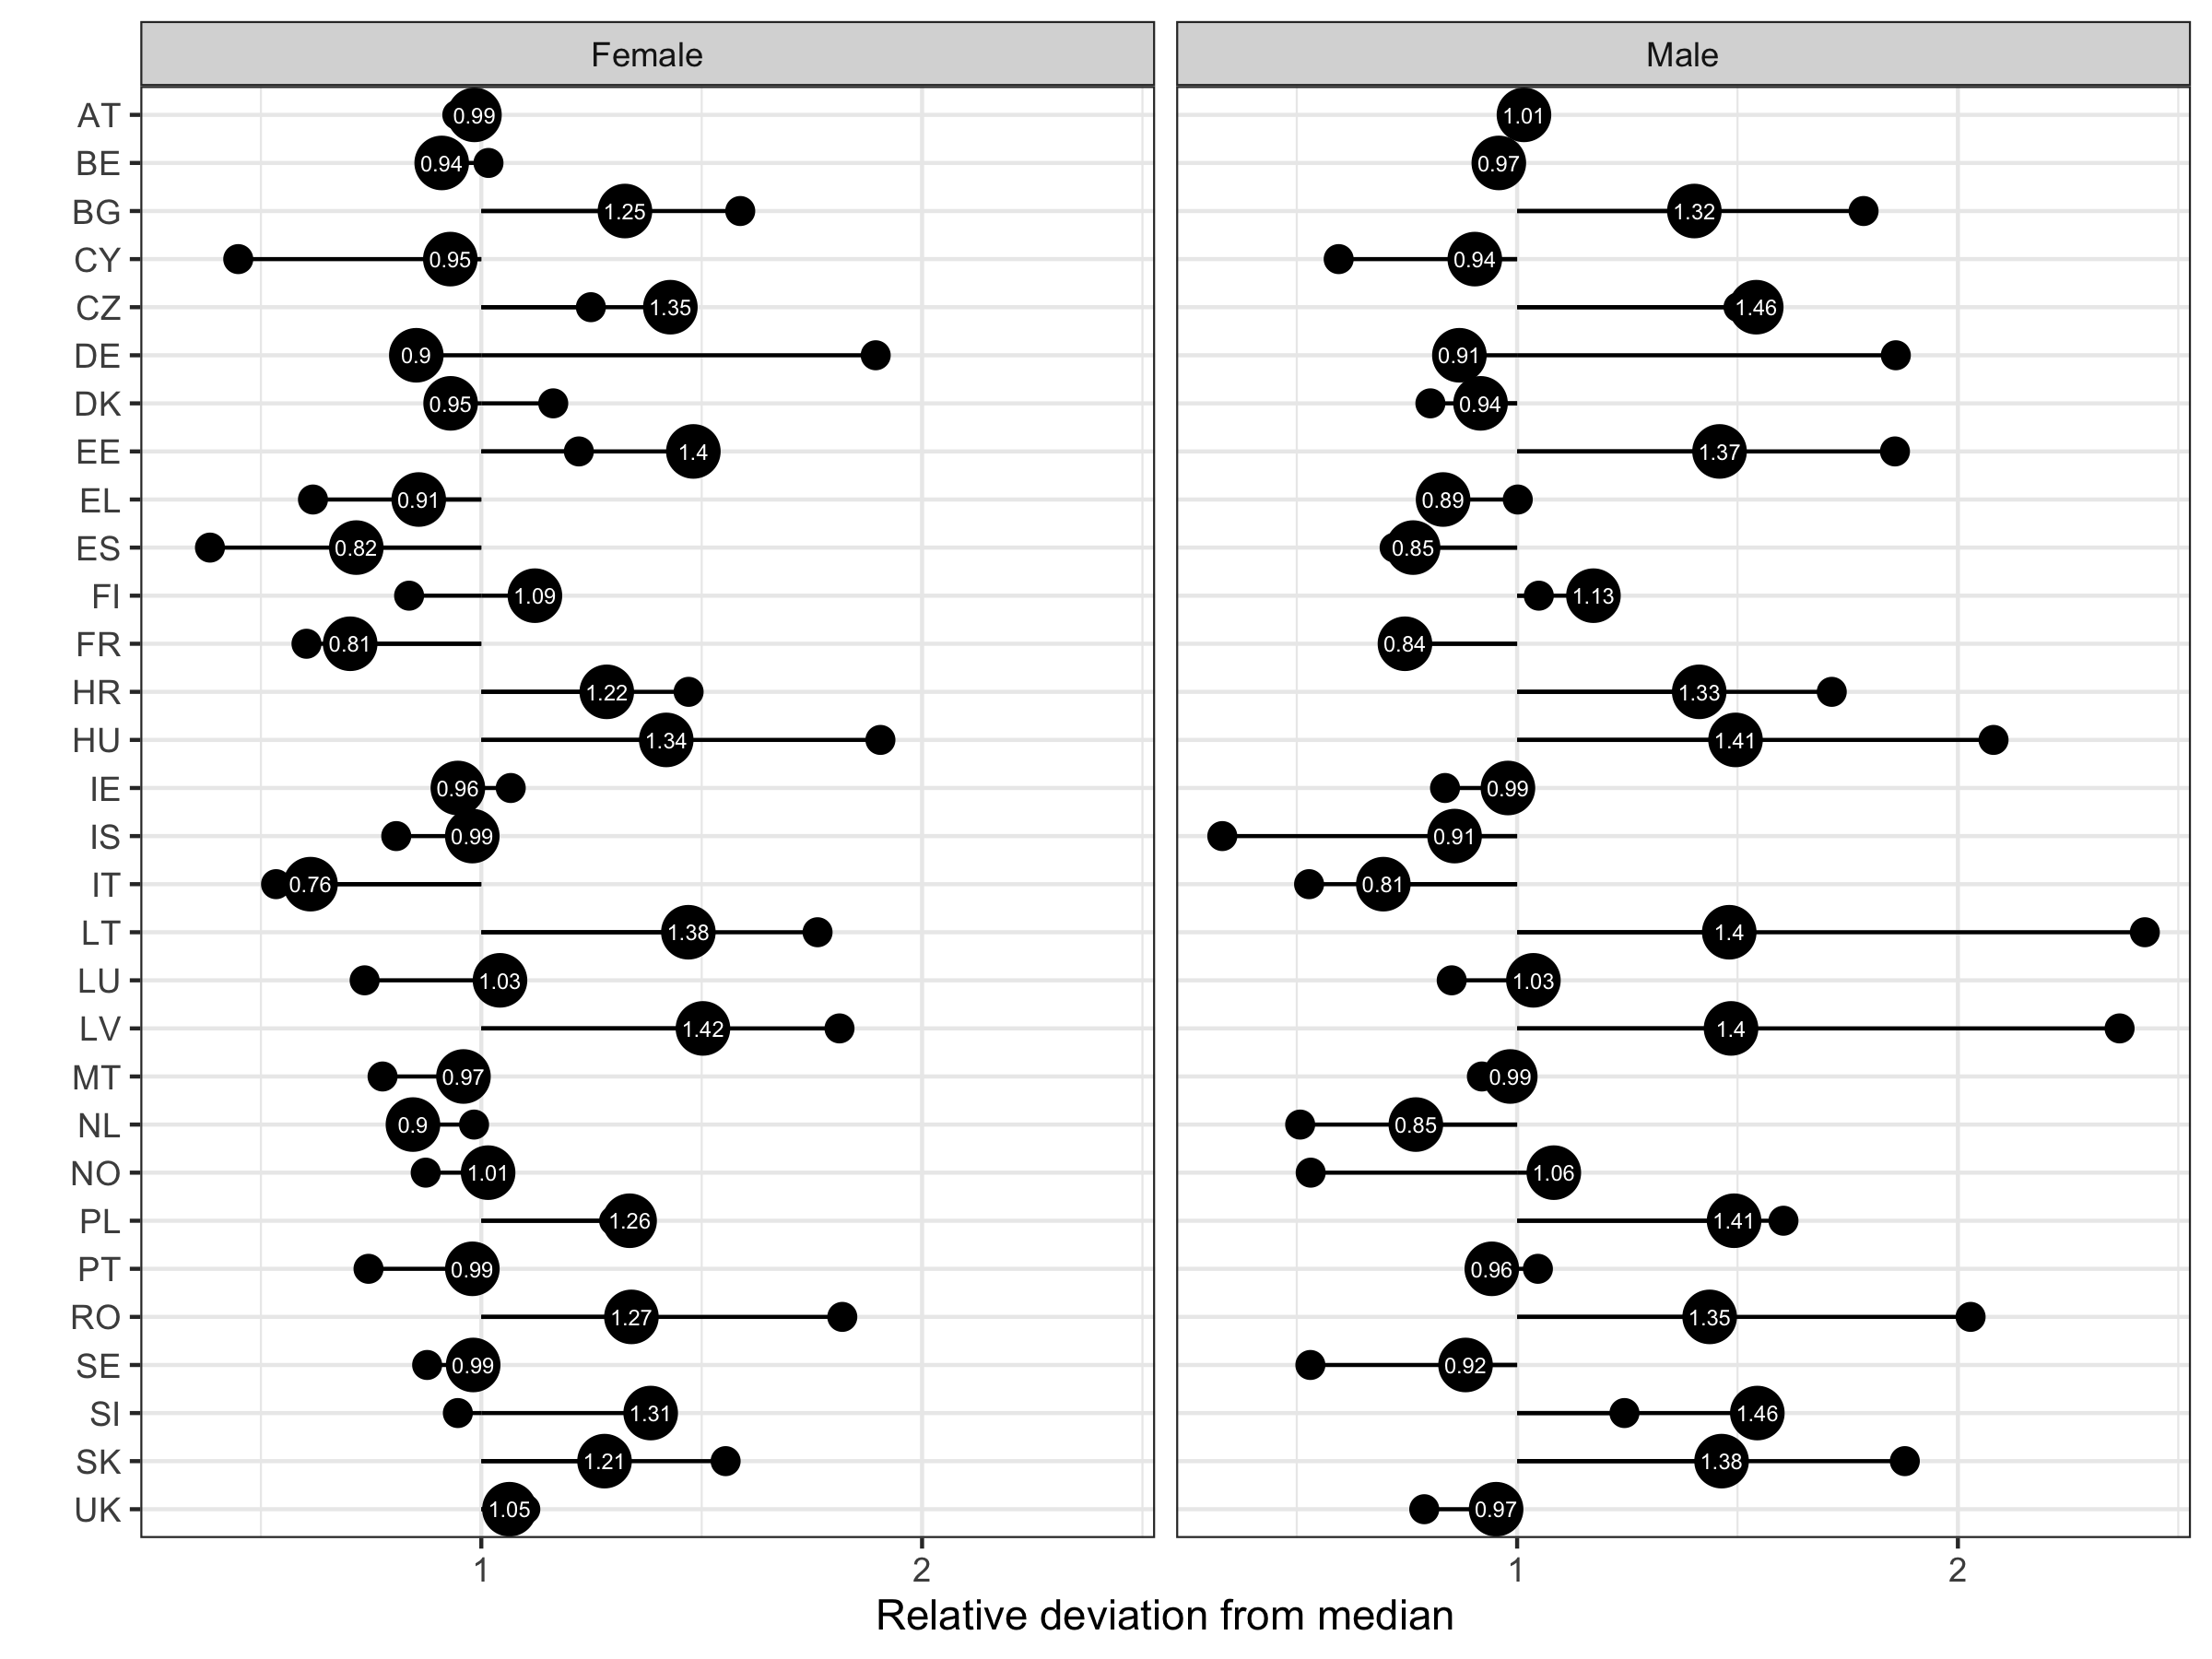 Female Male
AT 0.99 1.01
BE 0.94 0.97
BG 1.25 1.32
CY 0.95 0.94
CZ 1.35 1.46
DE 0.9 0.91
DK 0.95 0.94
EE 1.4 1.37
EL 0.91 0.89
ES 0.82 0.85
FI 1.09 1.13
FR 0.81 0.84
HR 1.22 1.33
HU 1.34 1.41
IE 0.96 0.99
IS 0.99 0.91
IT 0.76 0.81
LT 1.38 1.4
LU 1.03 1.03
LV 1.42 1.4
MT 0.97 0.99
NL 0.9 0.85
NO 1.01 1.06
PL 1.26 1.41
PT 0.99 0.96
RO 1.27 1.35
SE 0.99 0.92
SI 1.31 1.46
SK 1.21 1.38
UK 1.05 0.97
1 2 1 2
Relative deviation from median